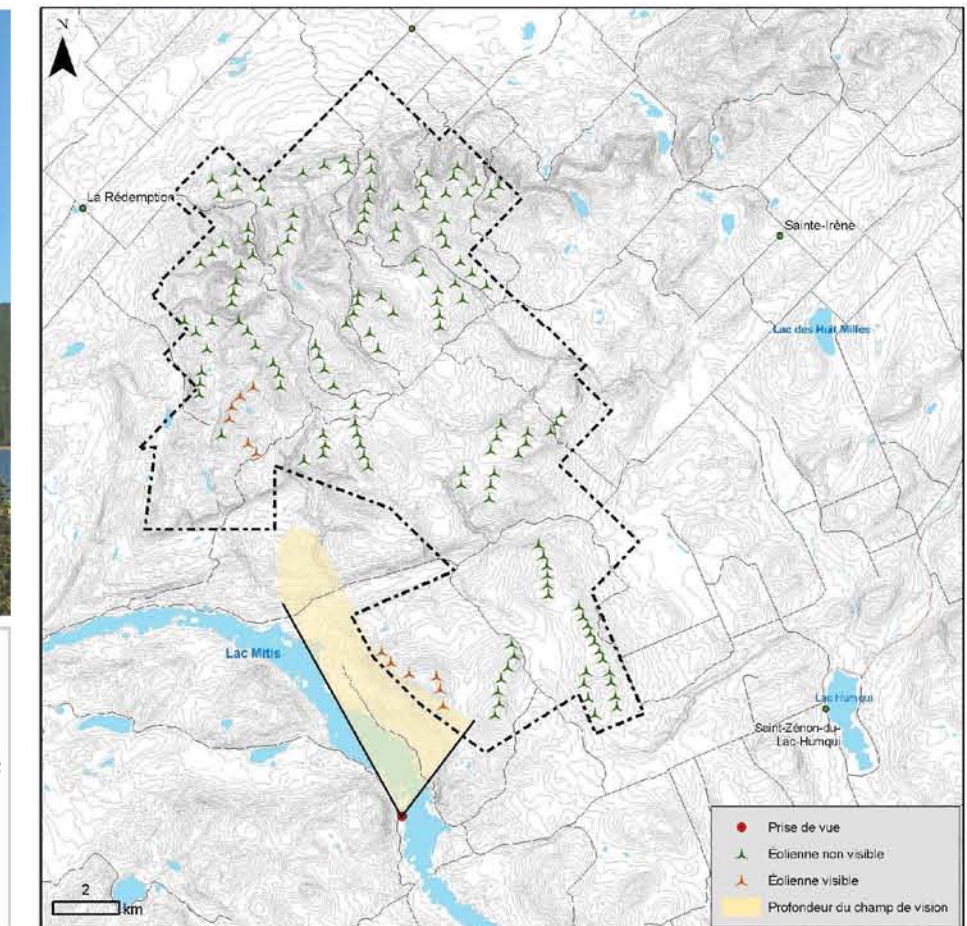 N
La Rédemption
Sainte-Irène
Lac des Huit Milles
Lac Mitis
Lac Humqui
Saint-Zénon-du-
Lac-Humqui
2
km
Prise de vue
Éolienne non visible
Éolienne visible
Profondeur du champ de vision